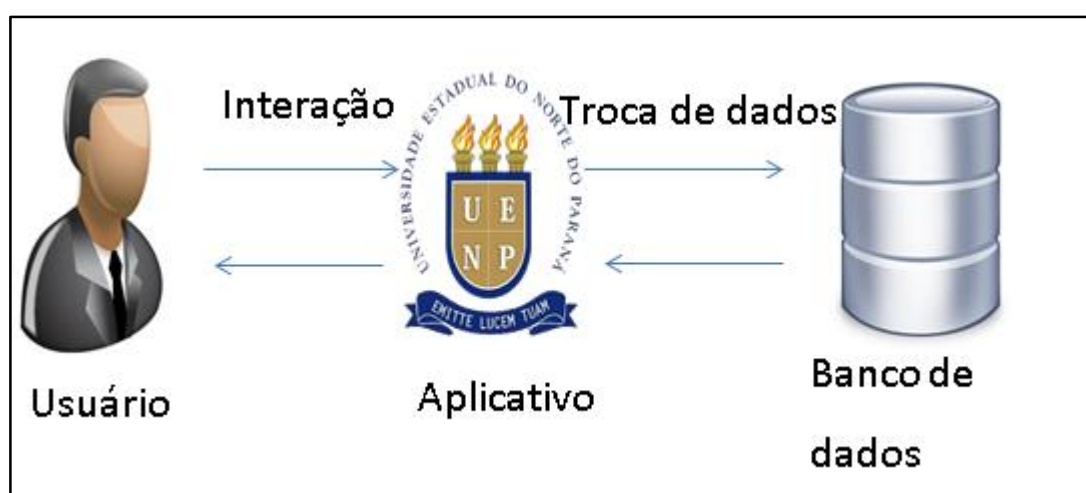 Interação
UNIVERSIDADE ESTADUAL DO NORTE DO PARANÁ
Troca de dados
U E
N P
EMITTE LUCEM TUAM
Usuário
Aplicativo
Banco de
dados